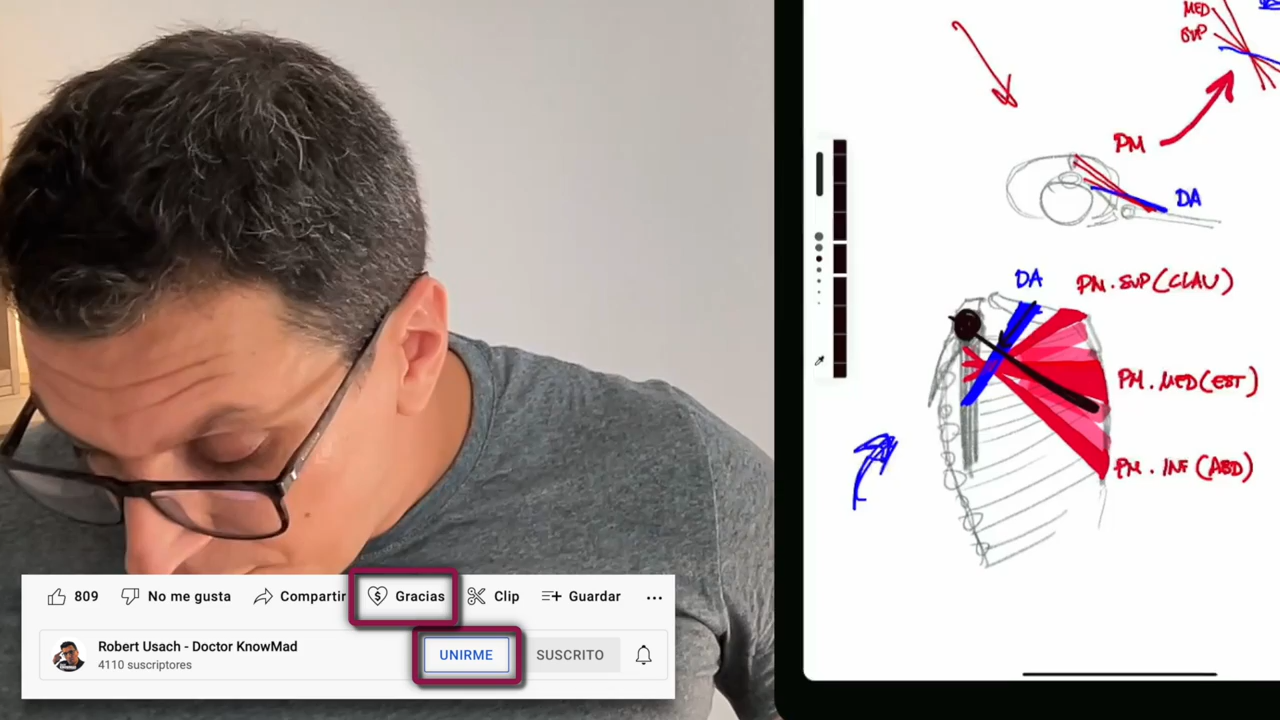 MED
SUP
PM
DA
DA
PM. SUP (CLAV)
PM. MED (EST)
PM. INF (ABD)
809 No me gusta Compartir Gracias Clip Guardar ...
Robert Usach - Doctor KnowMad
4110 suscriptores
UNIRME SUSCRITO